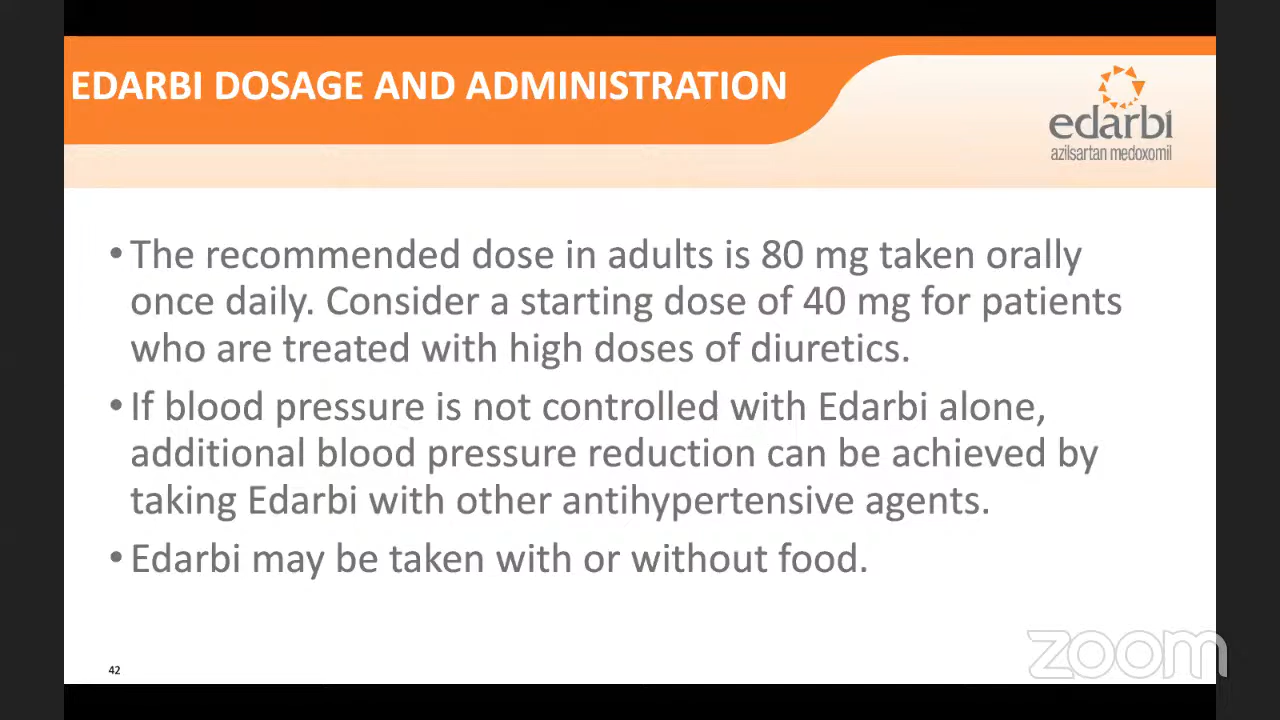 EDARBI DOSAGE AND ADMINISTRATION
edarbi
azilsartan medoxomil
• The recommended dose in adults is 80 mg taken orally
once daily. Consider a starting dose of 40 mg for patients
who are treated with high doses of diuretics.
• If blood pressure is not controlled with Edarbi alone,
additional blood pressure reduction can be achieved by
taking Edarbi with other antihypertensive agents.
• Edarbi may be taken with or without food.
42
zoom